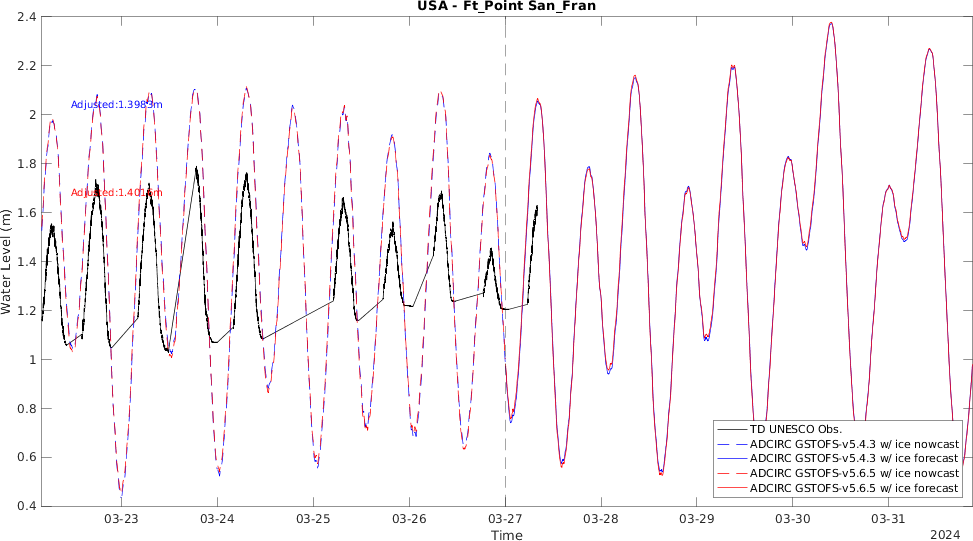 USA - Ft_Point San_Fran
2.4
2.2
2
1.8
1.6
1.4
1.2
1
0.8
0.6
0.4
Water Level (m)
Adjusted:1.3983m
03-23
03-24
03-25
03-26
03-27
03-28
03-29
03-30
03-31
Time
2024
TD UNESCO Obs.
ADCIRC GSTOFS-v5.4.3 w/ ice nowcast
ADCIRC GSTOFS-v5.4.3 w/ ice forecast
ADCIRC GSTOFS-v5.6.5 w/ ice nowcast
ADCIRC GSTOFS-v5.6.5 w/ ice forecast